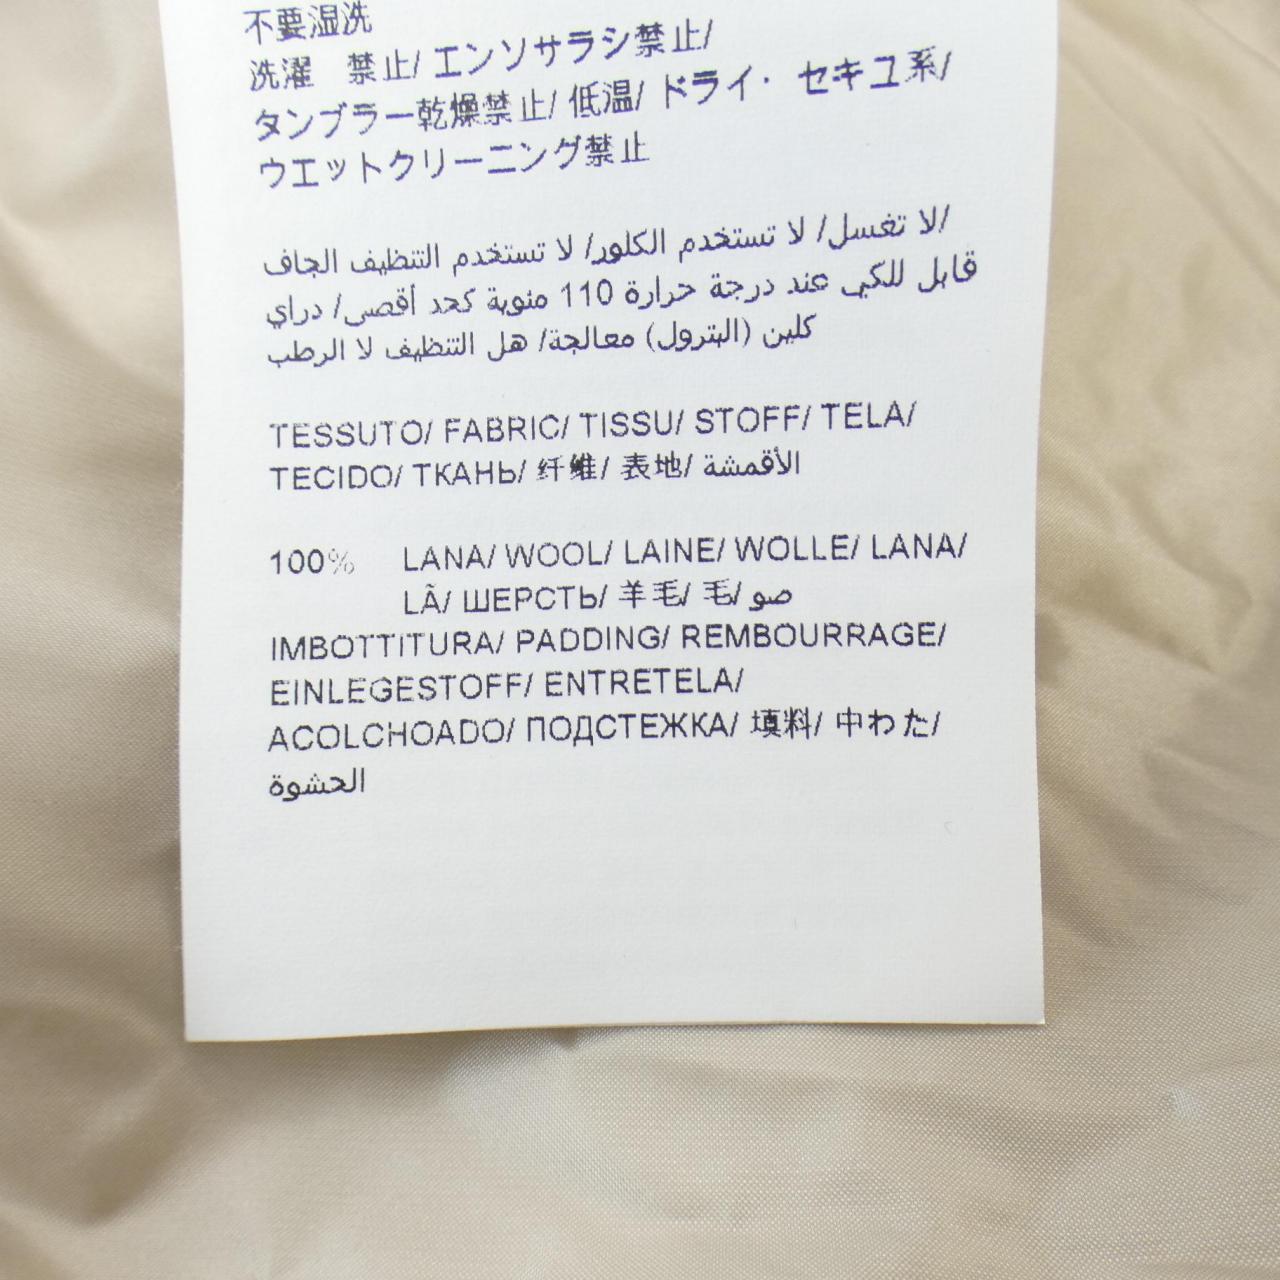 不要湿洗
洗濯 禁止/ エンソサラシ禁止/
タンブラー乾燥禁止/ 低温/ ドライ・セキユ系/
ウエットクリーニング禁止
لا تغسل/ لا تستخدم الكلور/ لا تستخدم التنظيف الجاف/
قابل للكي عند درجة حرارة 110 مئوية كحد أقصى/ دراي
كلين (البترول) معالجة/ هل التنظيف لا الرطب
TESSUTO/ FABRIC/ TISSU/ STOFF/ TELA/
TECIDO/ ТКАНЬ/ 纤维/ 表地/ الأقمشة
100% LANA/ WOOL/ LAINE/ WOLLE/ LANA/
LÃ/ ШЕРСТЬ/ 羊毛/ 毛/ صو
IMBOTTITURA/ PADDING/ REMBOURRAGE/
EINLEGESTOFF/ ENTRETELA/
ACOLCHOADO/ ПОДСТЕЖКА/ 填料/ 中わた/
الحشوة